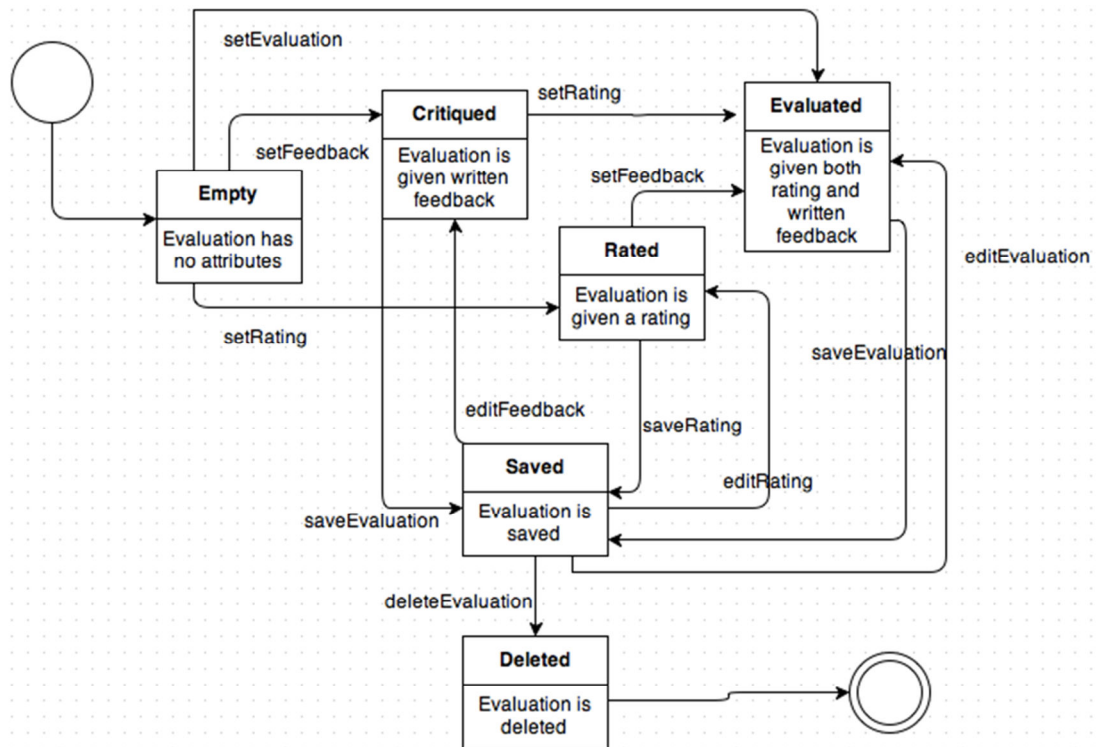 setEvaluation
setRating
Critiqued
Evaluated
setFeedback
Evaluation is
given written
feedback
Evaluation is
given both
rating and
written
feedback
setFeedback
Empty
Evaluation has
no attributes
Rated
Evaluation is
given a rating
editEvaluation
setRating
saveEvaluation
editFeedback
saveRating
Saved
Evaluation is
saved
editRating
saveEvaluation
deleteEvaluation
Deleted
Evaluation is
deleted